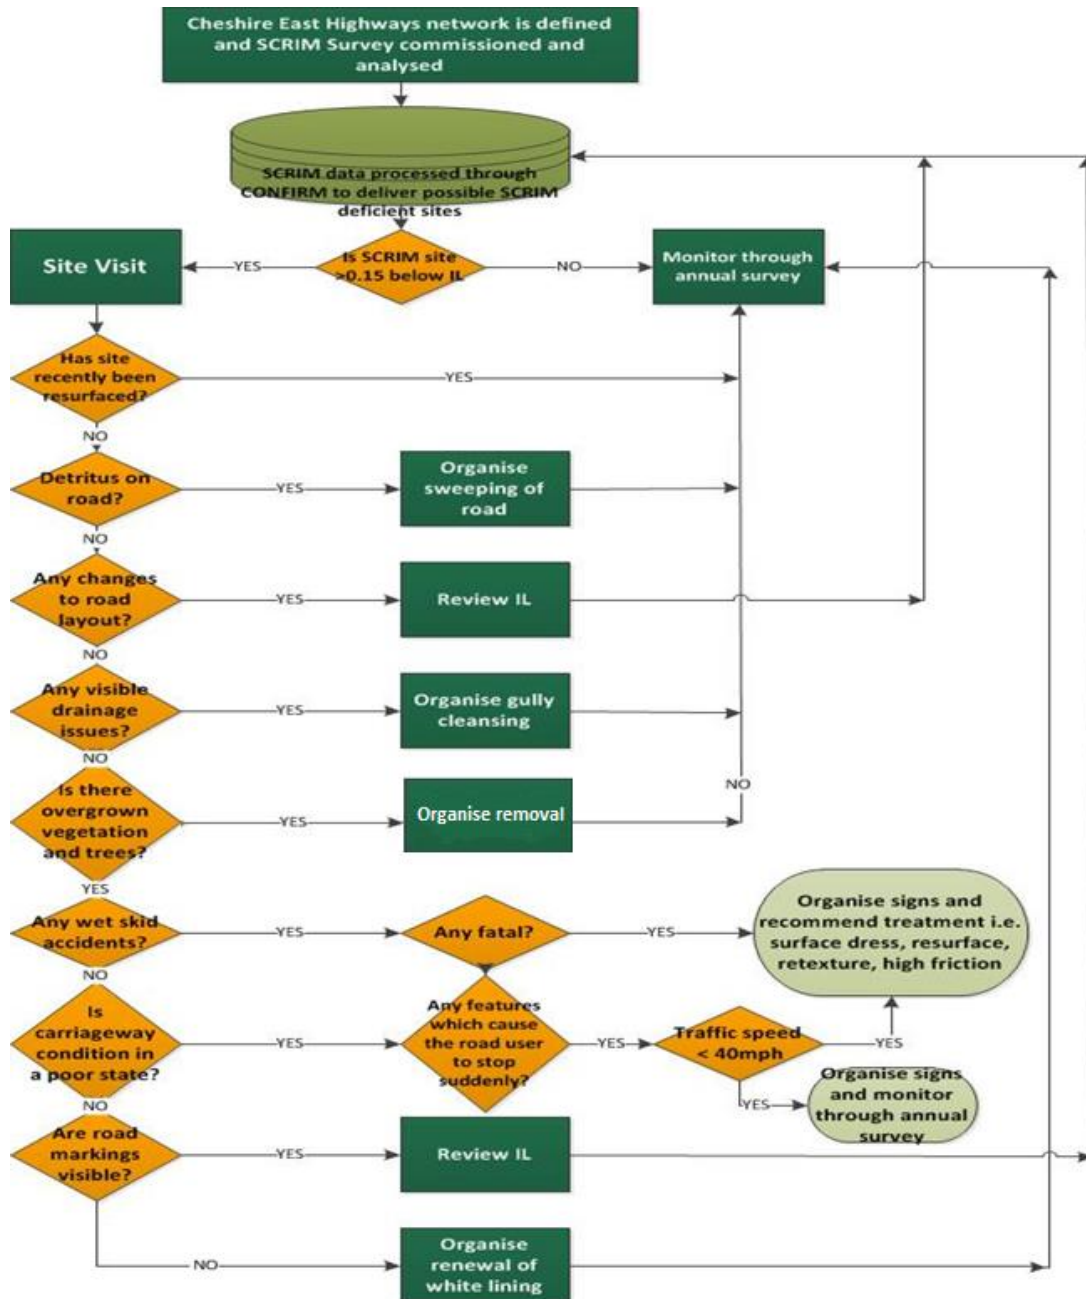 Cheshire East Highways network is defined
and SCRIM Survey commissioned and
analysed
SCRIM data processed through
CONFIRM to deliver possible SCRIM
deficient sites
Site Visit
YES
Is SCRIM site
>0.15 below IL
NO
Monitor through
annual survey
Has site
recently been
resurfaced?
YES
NO
Detritus on
road?
YES
Organise
sweeping of
road
NO
Any changes
to road
layout?
YES
Review IL
NO
Any visible
drainage
issues?
YES
Organise gully
cleansing
NO
Is there
overgrown
vegetation
and trees?
YES
Organise removal
NO
YES
Any wet skid
accidents?
YES
Any fatal?
YES
Organise signs and
recommend treatment i.e.
surface dress, resurface,
retexture, high friction
NO
Is
carriageway
condition in
a poor state?
YES
Any features
which cause
the road user
to stop
suddenly?
YES
Traffic speed
< 40mph
YES
YES
Organise signs
and monitor
through annual
survey
NO
Are road
markings
visible?
YES
Review IL
NO
Organise
renewal of
white lining